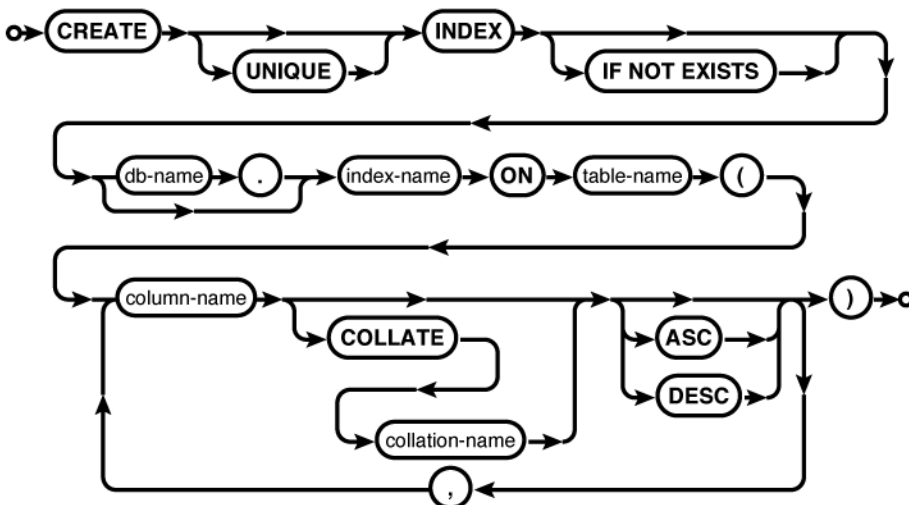 CREATE INDEX
UNIQUE IF NOT EXISTS
db-name . index-name ON table-name (
column-name )
COLLATE ASC
DESC
collation-name
,